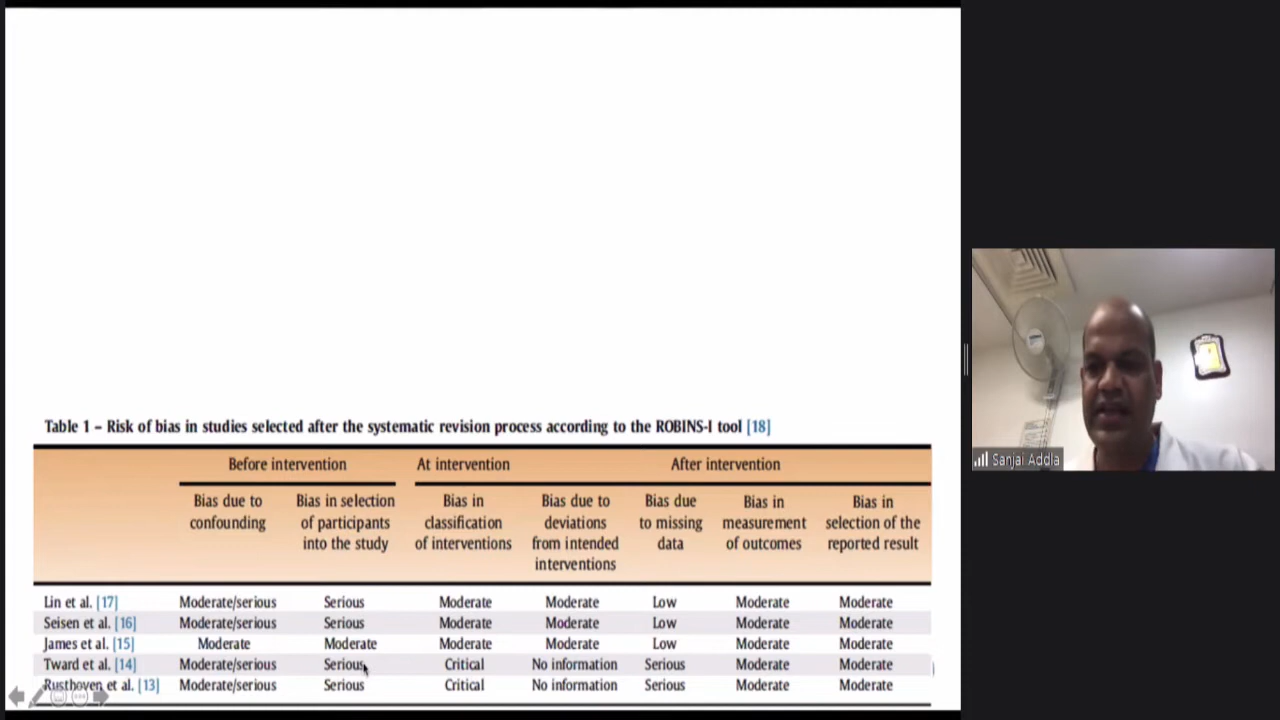 Table 1 – Risk of bias in studies selected after the systematic revision process according to the ROBINS-I tool [18]
Before intervention At intervention After intervention
Bias due to confounding
Bias in selection of participants into the study
Bias in classification of interventions
Bias due to deviations from intended interventions
Bias due to missing data
Bias in measurement of outcomes
Bias in selection of the reported result
Lin et al. [17] Moderate/serious Serious Moderate Moderate Low Moderate Moderate
Seisen et al. [16] Moderate/serious Serious Moderate Moderate Low Moderate Moderate
James et al. [15] Moderate Moderate Moderate Moderate Low Moderate Moderate
Tward et al. [14] Moderate/serious Serious Critical No information Serious Moderate Moderate
Rusthoven et al. [13] Moderate/serious Serious Critical No information Serious Moderate Moderate
Sanjai Addla